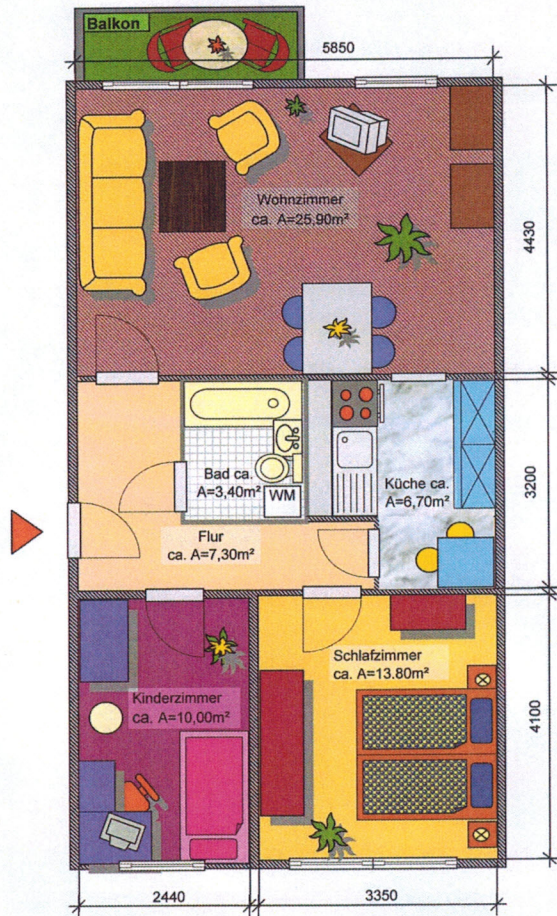 Balkon
5850
Wohnzimmer
ca. A=25,90m²
4430
Bad ca.
A=3,40m²
WM
Küche ca.
A=6,70m²
3200
Flur
ca. A=7,30m²
Schlafzimmer
ca. A=13.80m²
Kinderzimmer
ca. A=10,00m²
4100
2440
3350